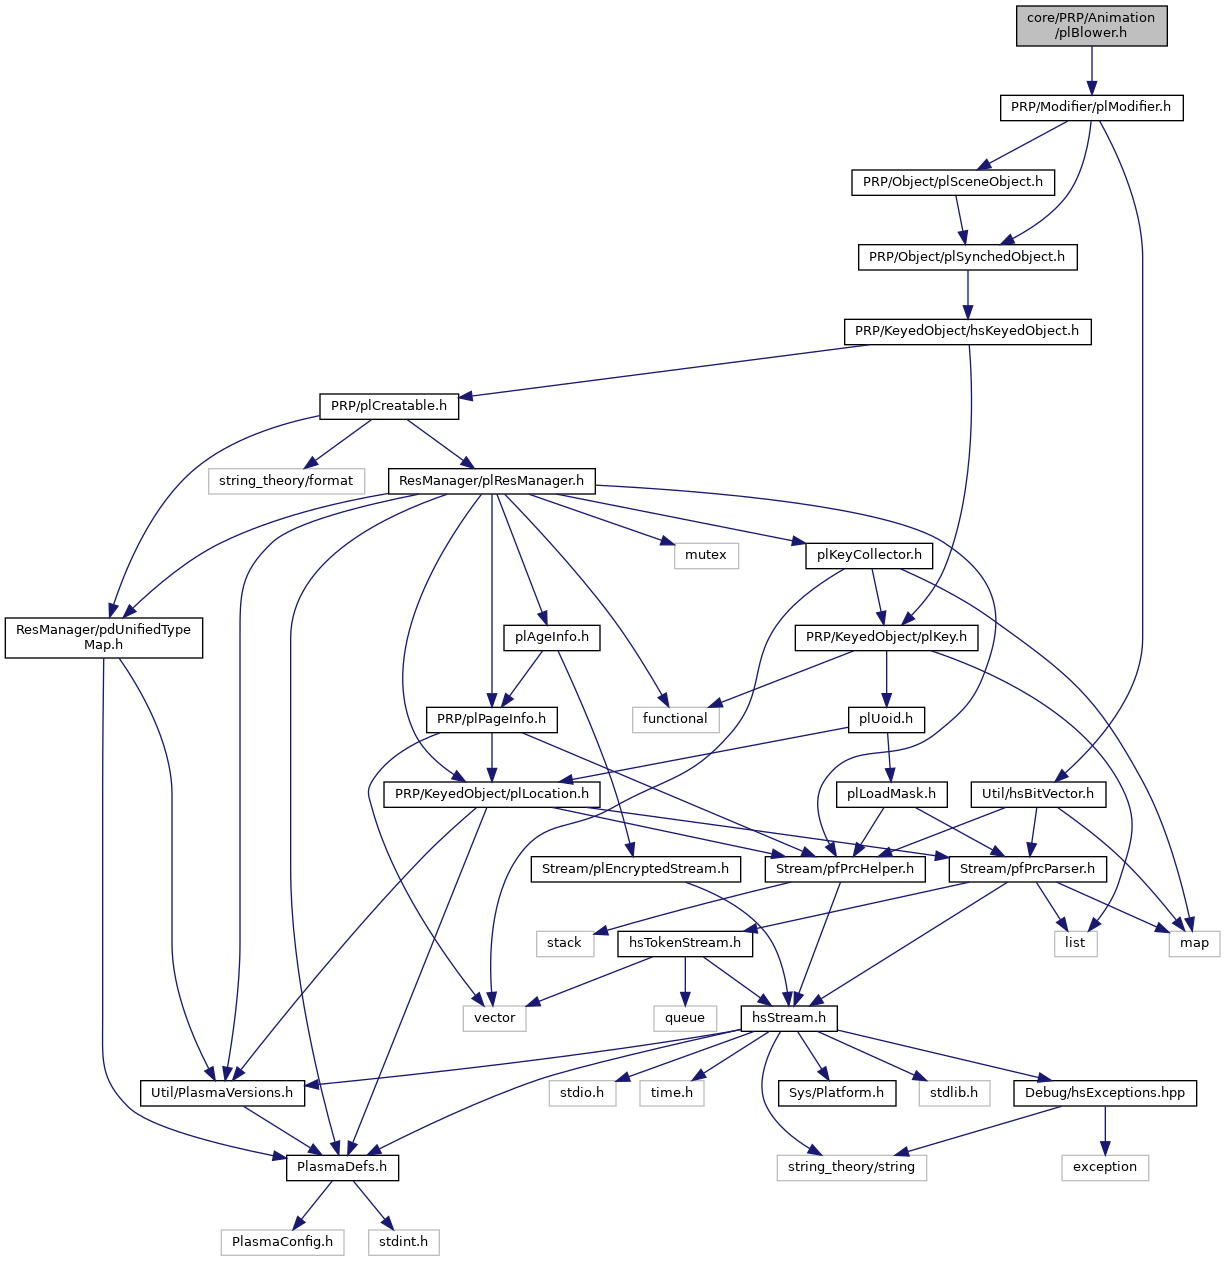 core/PRP/Animation
/plBlower.h
PRP/Modifier/plModifier.h
PRP/Object/plSceneObject.h
PRP/Object/plSynchedObject.h
PRP/KeyedObject/hsKeyedObject.h
PRP/plCreatable.h
string_theory/format
ResManager/plResManager.h
mutex
plKeyCollector.h
ResManager/pdUnifiedType
Map.h
plAgeInfo.h
PRP/KeyedObject/plKey.h
PRP/plPageInfo.h
functional
plUoid.h
PRP/KeyedObject/plLocation.h
plLoadMask.h
Util/hsBitVector.h
Stream/plEncryptedStream.h
Stream/pfPrcHelper.h
Stream/pfPrcParser.h
stack
hsTokenStream.h
list
map
vector
queue
hsStream.h
Util/PlasmaVersions.h
stdio.h
time.h
Sys/Platform.h
stdlib.h
Debug/hsExceptions.hpp
PlasmaDefs.h
string_theory/string
exception
PlasmaConfig.h
stdint.h